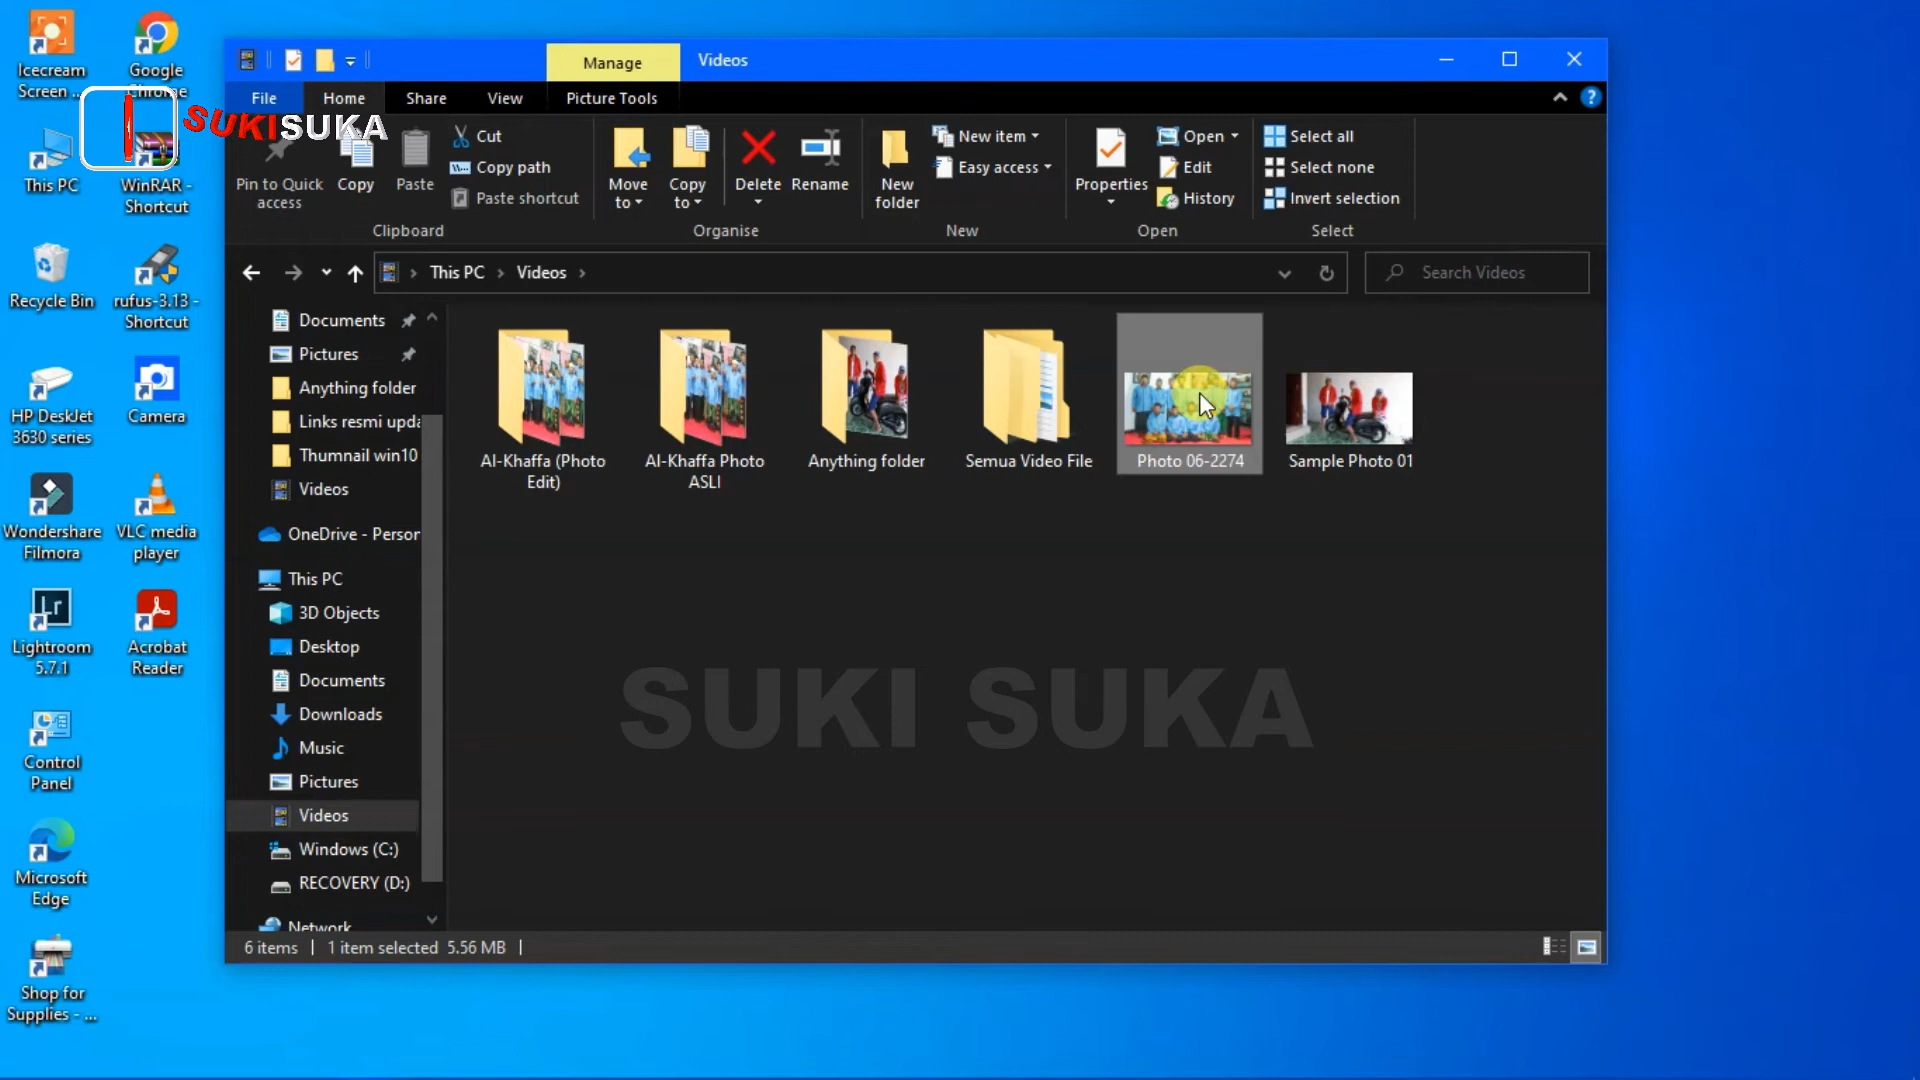 Icecream
Screen ...
Google
Chrome
SUKISUKA
This PC
WinRAR -
Shortcut
Recycle Bin
rufus-3.13 -
Shortcut
HP DeskJet
3630 series
Camera
Wondershare
Filmora
VLC media
player
Lightroom
5.7.1
Acrobat
Reader
Control
Panel
Microsoft
Edge
Shop for
Supplies - ...
Manage
Videos
File
Home
Share
View
Picture Tools
Pin to Quick
access
Copy
Paste
Cut
Copy path
Paste shortcut
Clipboard
Move
to
Copy
to
Delete
Rename
Organise
New
folder
New item
Easy access
New
Properties
Open
Edit
History
Open
Select all
Select none
Invert selection
Select
This PC
Videos
Search Videos
Documents
Pictures
Anything folder
Links resmi upda
Thumnail win10
Videos
OneDrive - Person
This PC
3D Objects
Desktop
Documents
Downloads
Music
Pictures
Videos
Windows (C:)
RECOVERY (D:)
Network
Al-Khaffa (Photo
Edit)
Al-Khaffa Photo
ASLI
Anything folder
Semua Video File
Photo 06-2274
Sample Photo 01
SUKI SUKA
6 items
1 item selected 5.56 MB